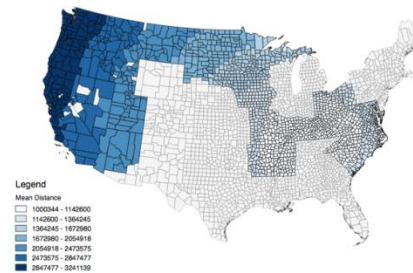 Legend
Mean Distance
1000344 - 1142600
1142600 - 1364245
1364245 - 1672980
1672980 - 2054918
2054918 - 2473575
2473575 - 2847477
2847477 - 3241139